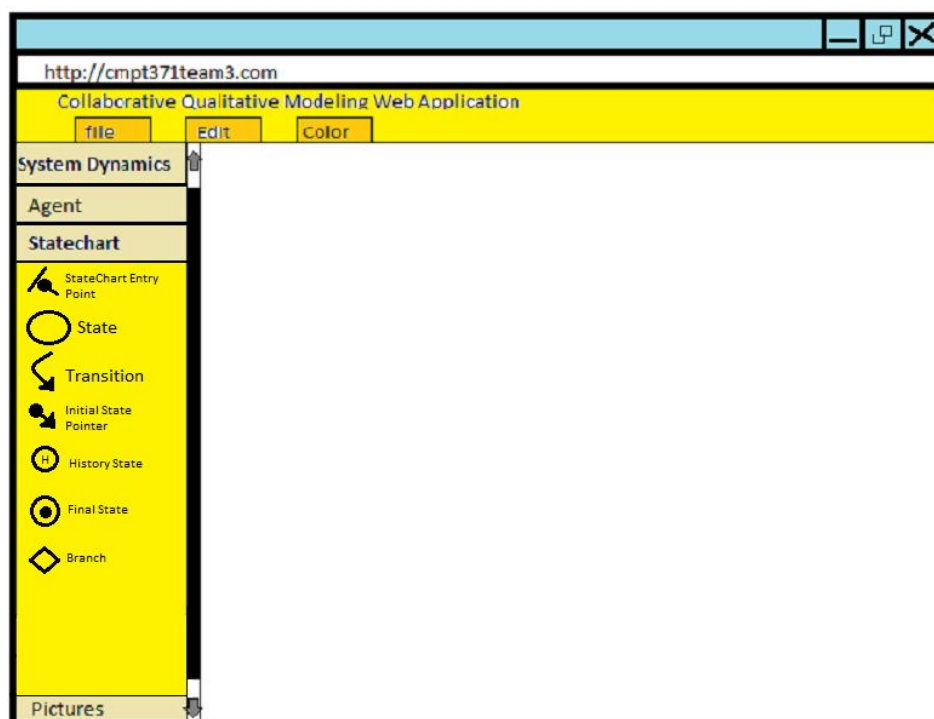 http://cmpt371team3.com
Collaborative Qualitative Modeling Web Application
file Edit Color
System Dynamics
Agent
Statechart
StateChart Entry
Point
State
Transition
Initial State
Pointer
H History State
Final State
Branch
Pictures